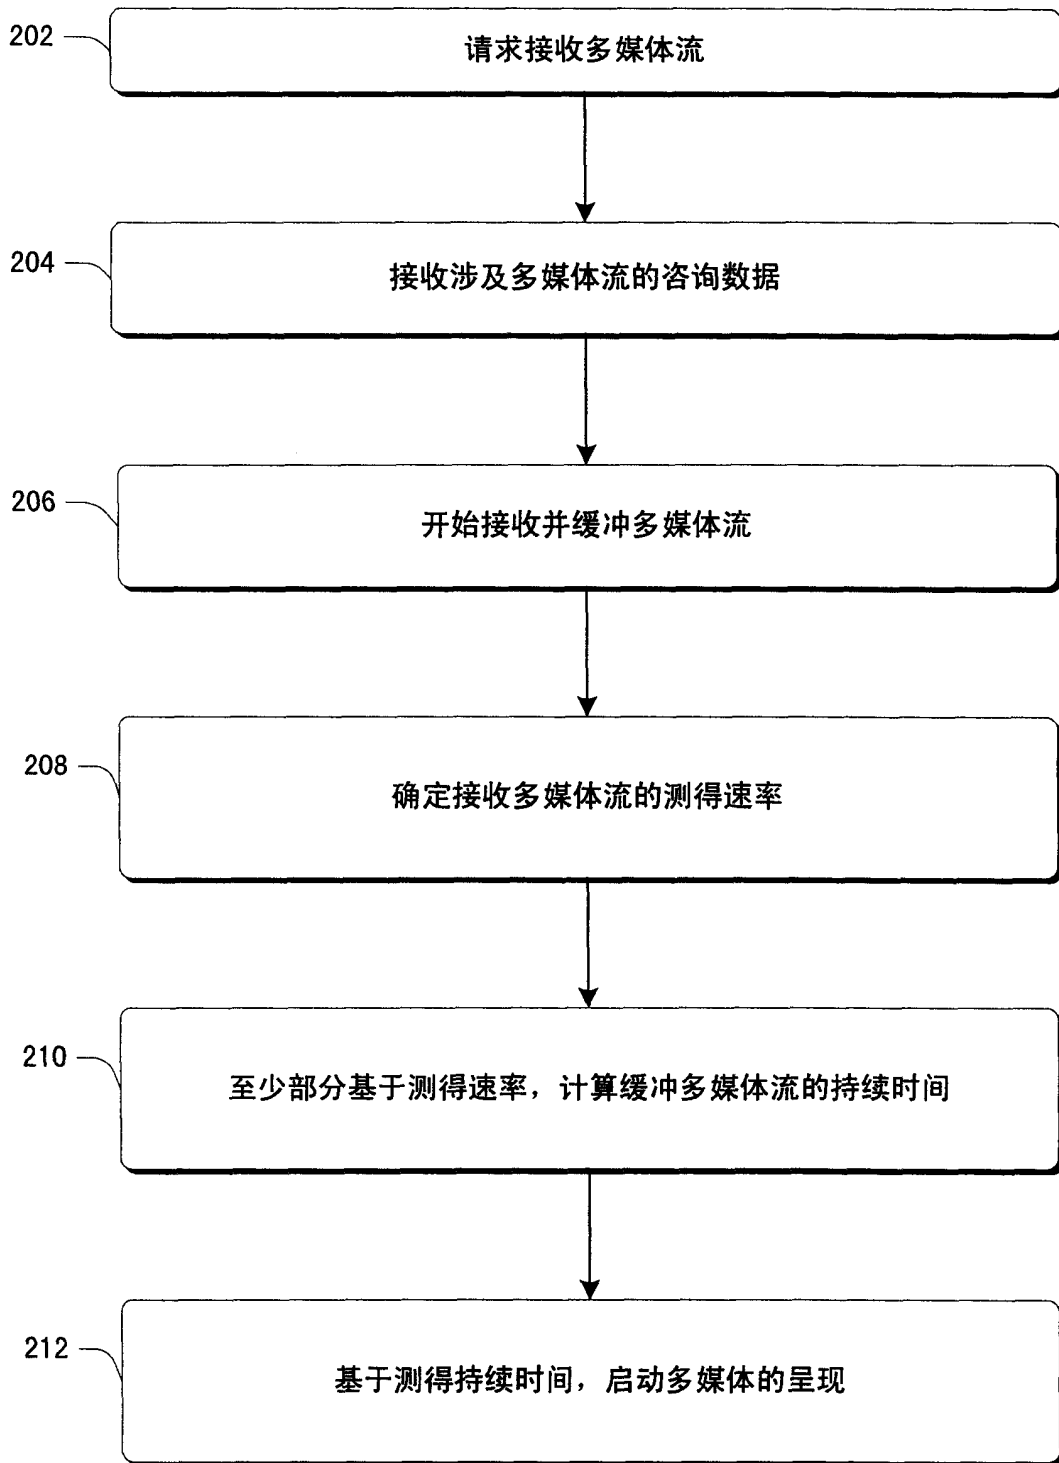 202
请求接收多媒体流
204
接收涉及多媒体流的咨询数据
206
开始接收并缓冲多媒体流
208
确定接收多媒体流的测得速率
210
至少部分基于测得速率，计算缓冲多媒体流的持续时间
212
基于测得持续时间，启动多媒体的呈现